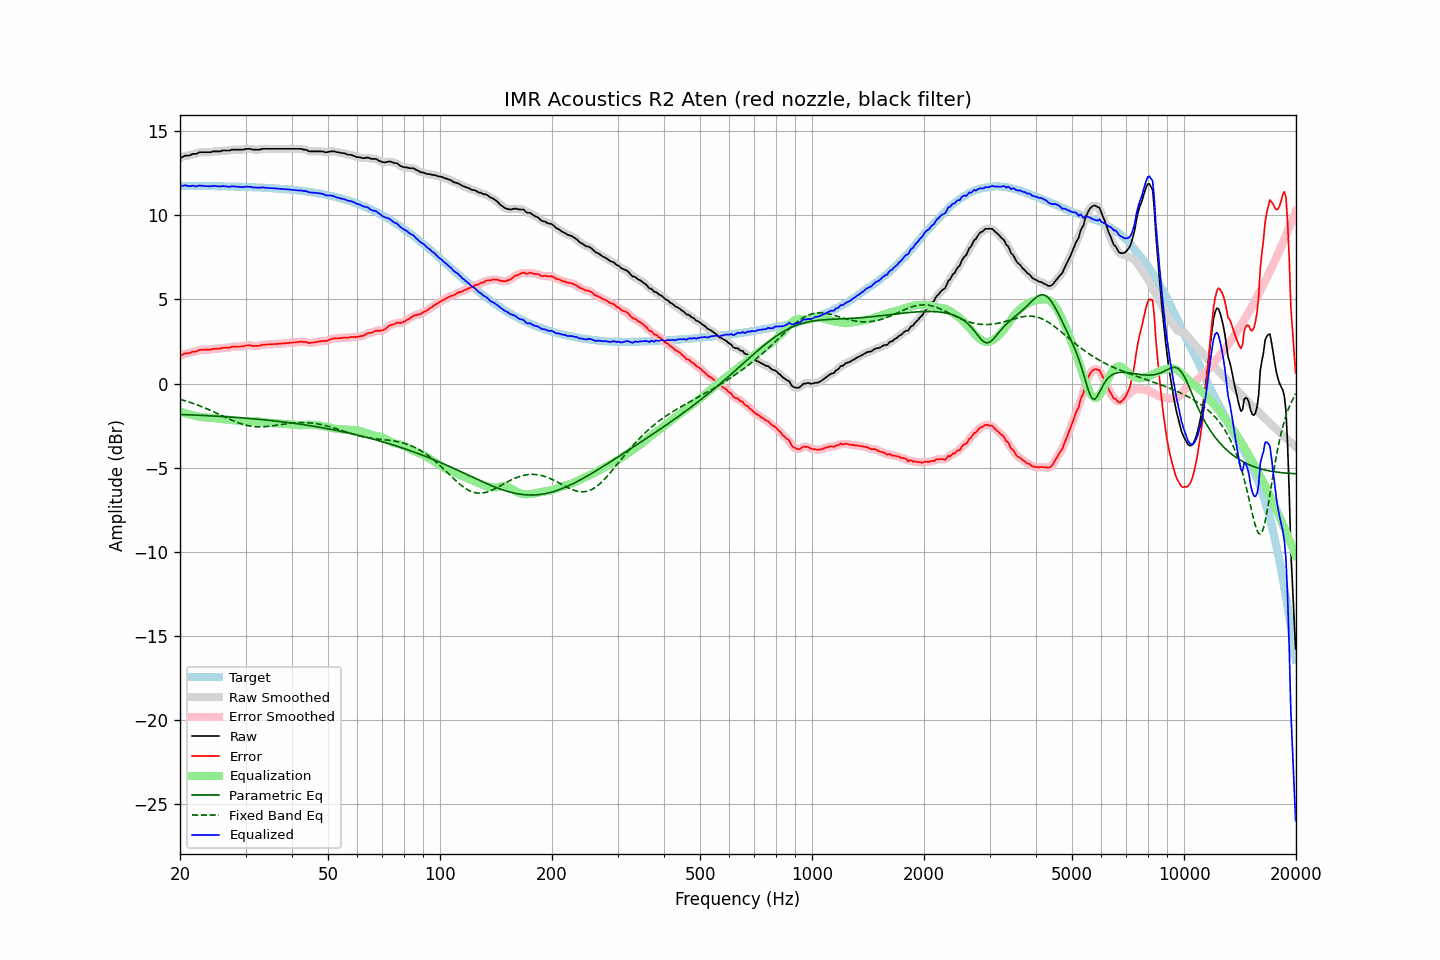 IMR Acoustics R2 Aten (red nozzle, black filter)
15
10
5
0
−5
−10
−15
−20
−25
Amplitude (dBr)
Target
Raw Smoothed
Error Smoothed
Raw
Error
Equalization
Parametric Eq
Fixed Band Eq
Equalized
20 50 100 200 500 1000 2000 5000 10000 20000
Frequency (Hz)